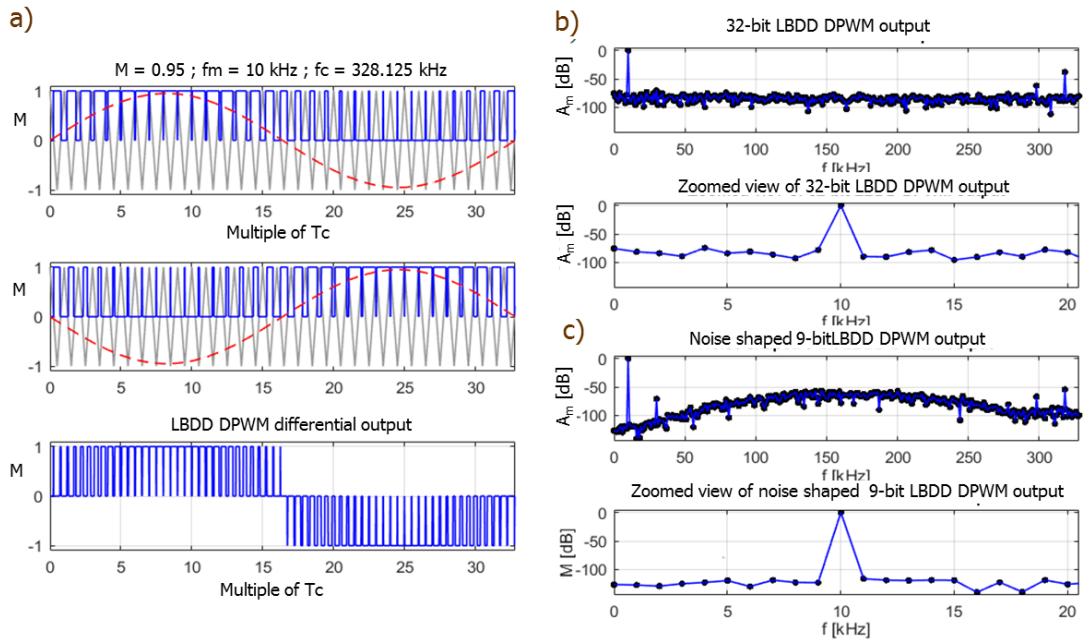 a)
M = 0.95 ; fm = 10 kHz ; fc = 328.125 kHz
1
M
0
-1
0 5 10 15 20 25 30
Multiple of Tc
1
M
0
-1
0 5 10 15 20 25 30
LBDD DPWM differential output
1
M
0
-1
0 5 10 15 20 25 30
Multiple of Tc
b)
32-bit LBDD DPWM output
0
-50
-100
A_m [dB]
0 50 100 150 200 250 300
f [kHz]
Zoomed view of 32-bit LBDD DPWM output
0
-50
-100
A_m [dB]
0 5 10 15 20
f [kHz]
c)
Noise shaped 9-bitLBDD DPWM output
0
-50
-100
A_m [dB]
0 50 100 150 200 250 300
f [kHz]
Zoomed view of noise shaped 9-bit LBDD DPWM output
0
-50
-100
M [dB]
0 5 10 15 20
f [kHz]